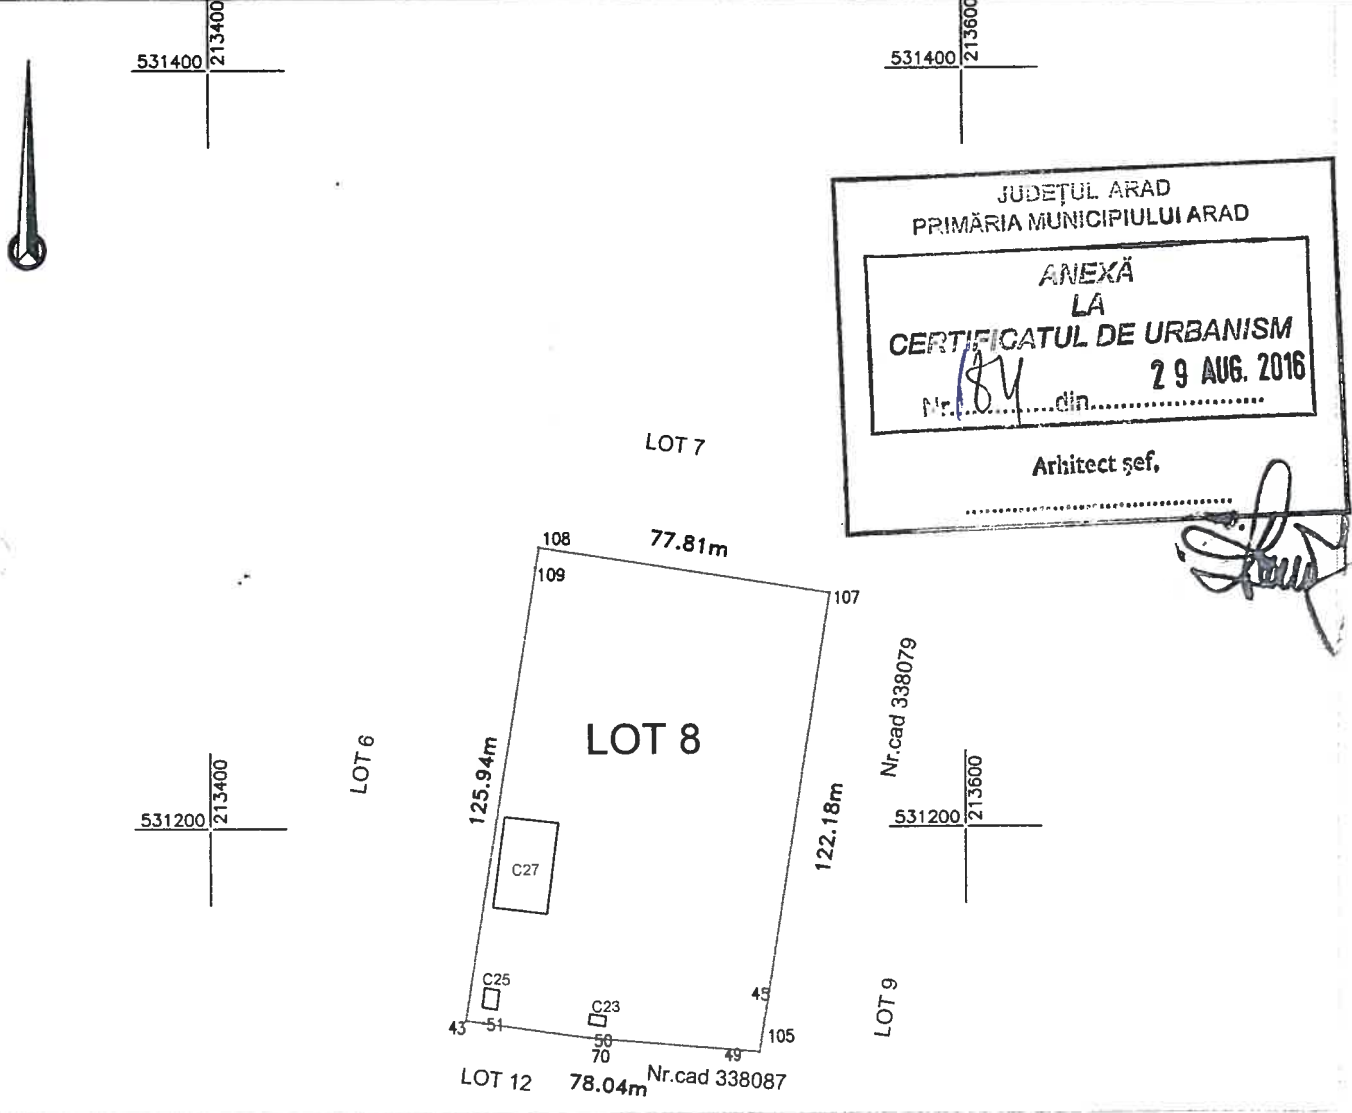 213400
531400
213600
531400
JUDEȚUL ARAD
PRIMĂRIA MUNICIPIULUI ARAD
ANEXĂ
LA
CERTIFICATUL DE URBANISM
29 AUG. 2016
Nr.184.......din.........................
Arhitect șef,
LOT 7
108
77.81m
109
107
Nr.cad 338079
LOT 8
LOT 6
125.94m
213400
531200
213600
531200
122.18m
C27
C25
C23
45
LOT 9
43
51
50
70
49
105
LOT 12
78.04m
Nr.cad 338087